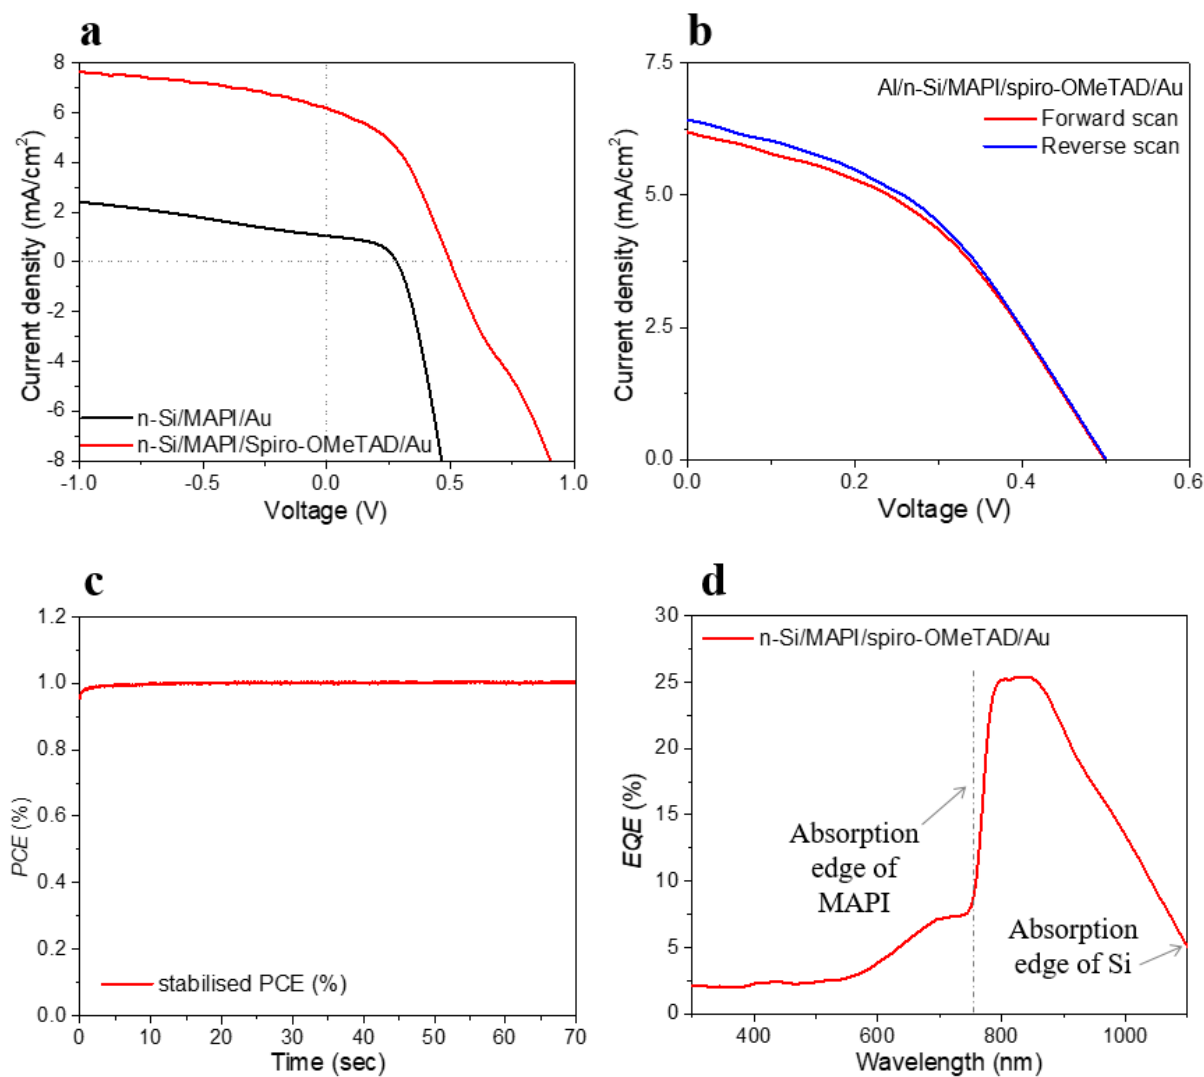 a
8
6
4
2
0
-2
-4
-6
-8
Current density (mA/cm²)
n-Si/MAPI/Au
n-Si/MAPI/Spiro-OMeTAD/Au
-1.0
-0.5
0.0
0.5
1.0
Voltage (V)
b
7.5
5.0
2.5
0.0
Current density (mA/cm²)
Al/n-Si/MAPI/spiro-OMeTAD/Au
Forward scan
Reverse scan
0.0
0.2
0.4
0.6
Voltage (V)
c
1.2
1.0
0.8
0.6
0.4
0.2
0.0
PCE (%)
stabilised PCE (%)
0
10
20
30
40
50
60
70
Time (sec)
d
30
25
20
15
10
5
0
EQE (%)
n-Si/MAPI/spiro-OMeTAD/Au
Absorption
edge of
MAPI
Absorption
edge of Si
400
600
800
1000
Wavelength (nm)